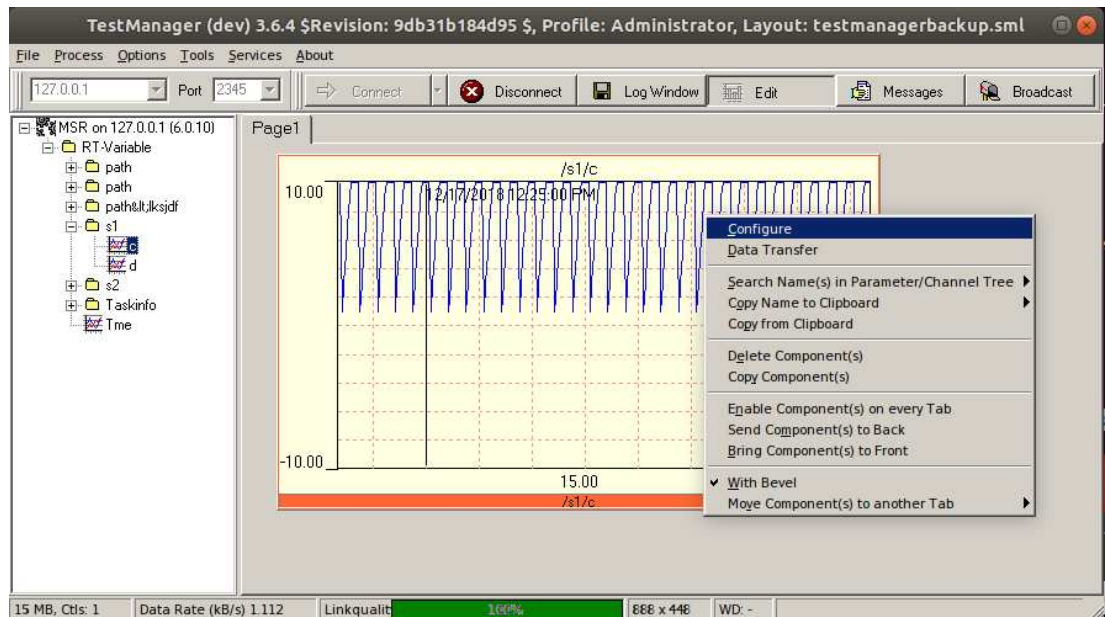 TestManager (dev) 3.6.4 $Revision: 9db31b184d95 $, Profile: Administrator, Layout: testmanagerbackup.sml
File Process Options Tools Services About
127.0.0.1 Port 2345 Connect Disconnect Log Window Edit Messages Broadcast
MSR on 127.0.0.1 (6.0.10)
RT-Variable
path
path
path&lt;lksjdf
s1
c
d
s2
Taskinfo
Tme
Page1
/s1/c
10.00
12/17/2018 12:25:00 PM
-10.00
15.00
/s1/c
Configure
Data Transfer
Search Name(s) in Parameter/Channel Tree
Copy Name to Clipboard
Copy from Clipboard
Delete Component(s)
Copy Component(s)
Enable Component(s) on every Tab
Send Component(s) to Back
Bring Component(s) to Front
With Bevel
Move Component(s) to another Tab
15 MB, Ctls: 1 Data Rate (kB/s) 1.112 Linkqualit 100% 888 x 448 WD: -